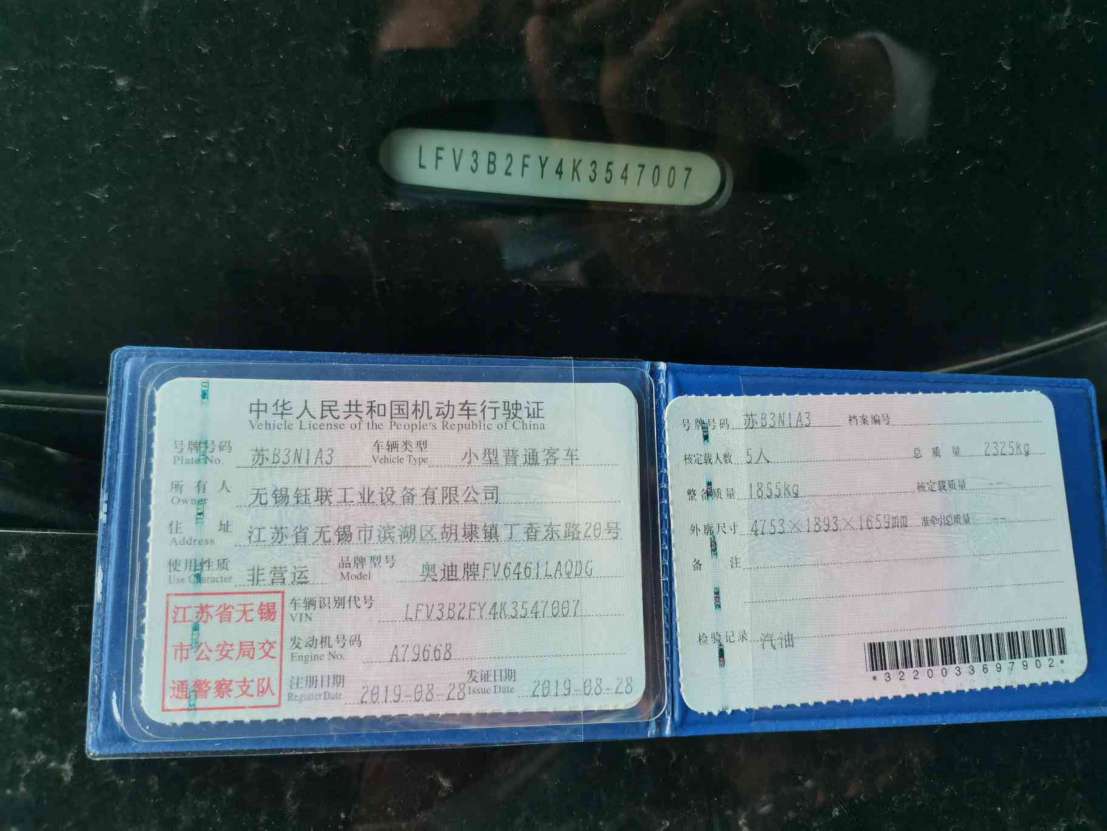 LFV3B2FY4K3547007
中华人民共和国机动车行驶证
Vehicle License of the People's Republic of China
号牌号码 苏B3N1A3 车辆类型 小型普通客车
Plate No. Vehicle Type
所有人 无锡钰联工业设备有限公司
Owner
住址 江苏省无锡市滨湖区胡埭镇丁香东路20号
Address
使用性质 非营运 品牌型号 奥迪牌FV6461LAQDG
Use Character Model
江苏省无锡
市公安局交
通警察支队
车辆识别代号 LFV3B2FY4K3547007
VIN
发动机号码 A79668
Engine No.
注册日期 2019-08-28 发证日期 2019-08-28
Register Date Issue Date
号牌号码 苏B3N1A3 档案编号
核定载人数 5人 总质量 2325kg
整备质量 1855kg 核定载质量 --
外廓尺寸 4753×1893×1659mm 准牵引总质量 --
备注
检验记录 汽油
*3220033697902*